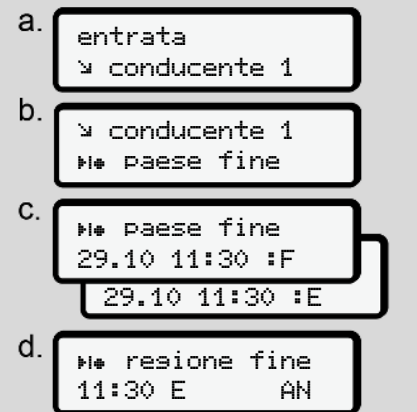 a.
entrata
conducente 1
b.
conducente 1
paese fine
c.
paese fine
29.10 11:30 :F
29.10 11:30 :E
d.
regione fine
11:30 E AN